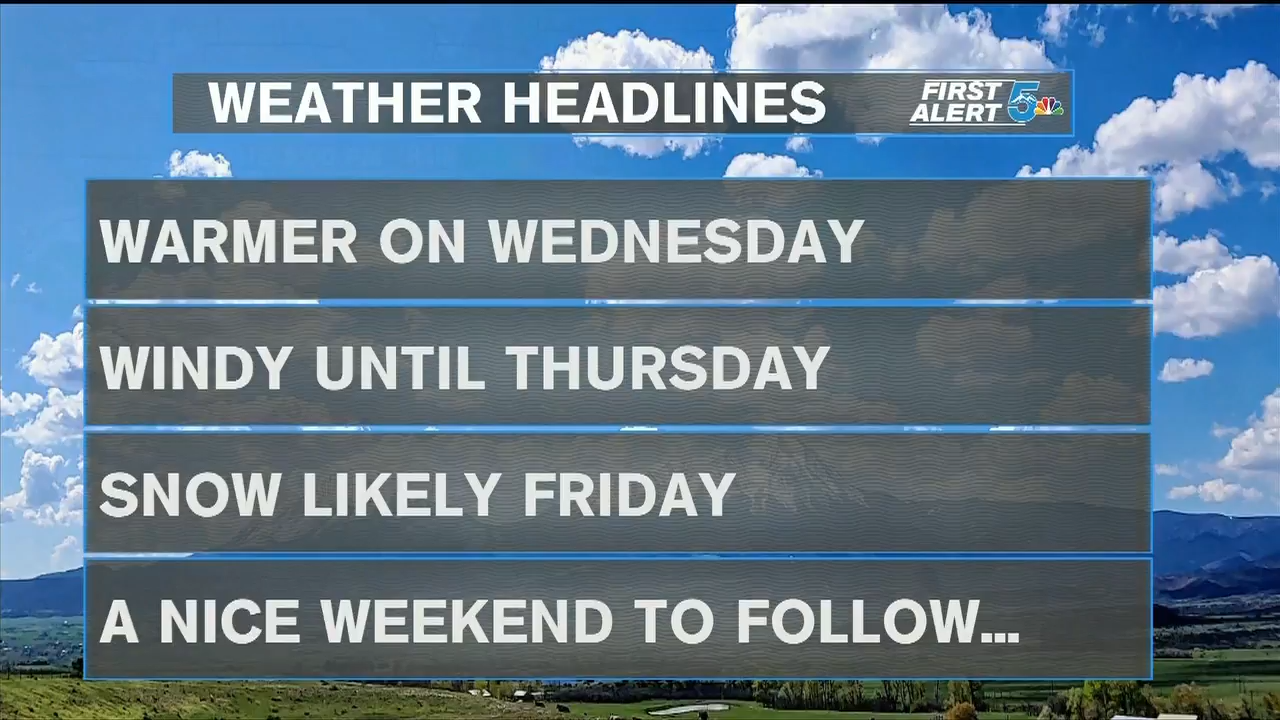 WEATHER HEADLINES
FIRST
ALERT 5
WARMER ON WEDNESDAY
WINDY UNTIL THURSDAY
SNOW LIKELY FRIDAY
A NICE WEEKEND TO FOLLOW...